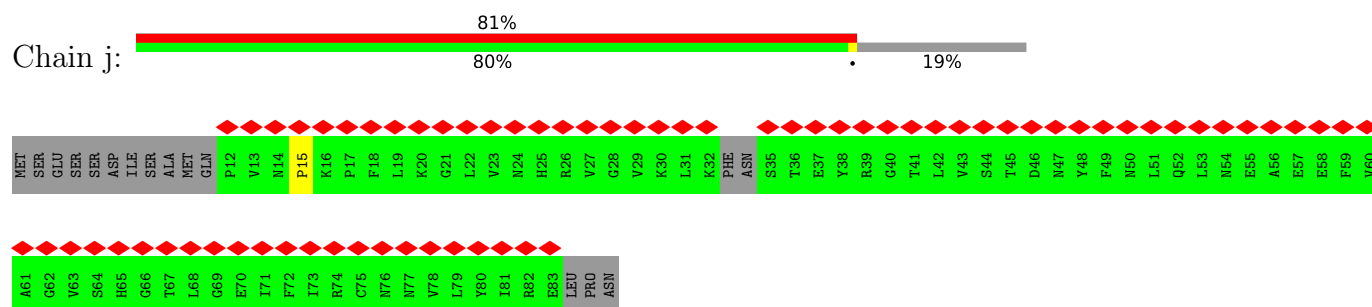 81%
Chain j:
80% • 19%
MET SER GLU SER SER ASP ILE SER ALA MET GLN P12 V13 N14 P15 K16 P17 F18 L19 K20 G21 L22 V23 N24 H25 R26 V27 G28 V29 K30 L31 K32 PHE ASN S35 T36 E37 Y38 R39 G40 T41 L42 V43 S44 T45 D46 N47 Y48 F49 N50 L51 Q52 L53 N54 E55 A56 E57 E58 F59 V60
A61 G62 V63 S64 H65 G66 T67 L68 G69 E70 I71 F72 I73 R74 C75 N76 N77 V78 L79 Y80 I81 R82 E83 LEU PRO ASN